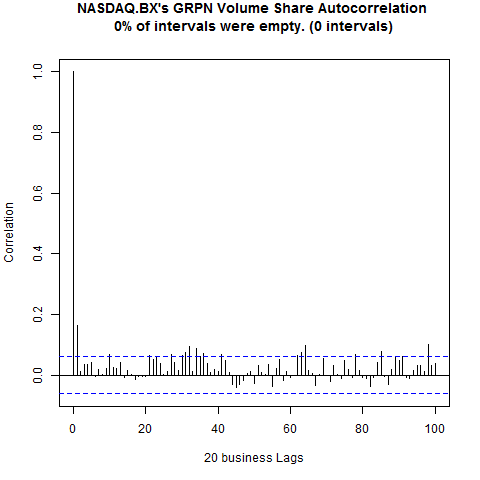 NASDAQ.BX's GRPN Volume Share Autocorrelation
0% of intervals were empty. (0 intervals)
Correlation
1.0
0.8
0.6
0.4
0.2
0.0
0 20 40 60 80 100
20 business Lags